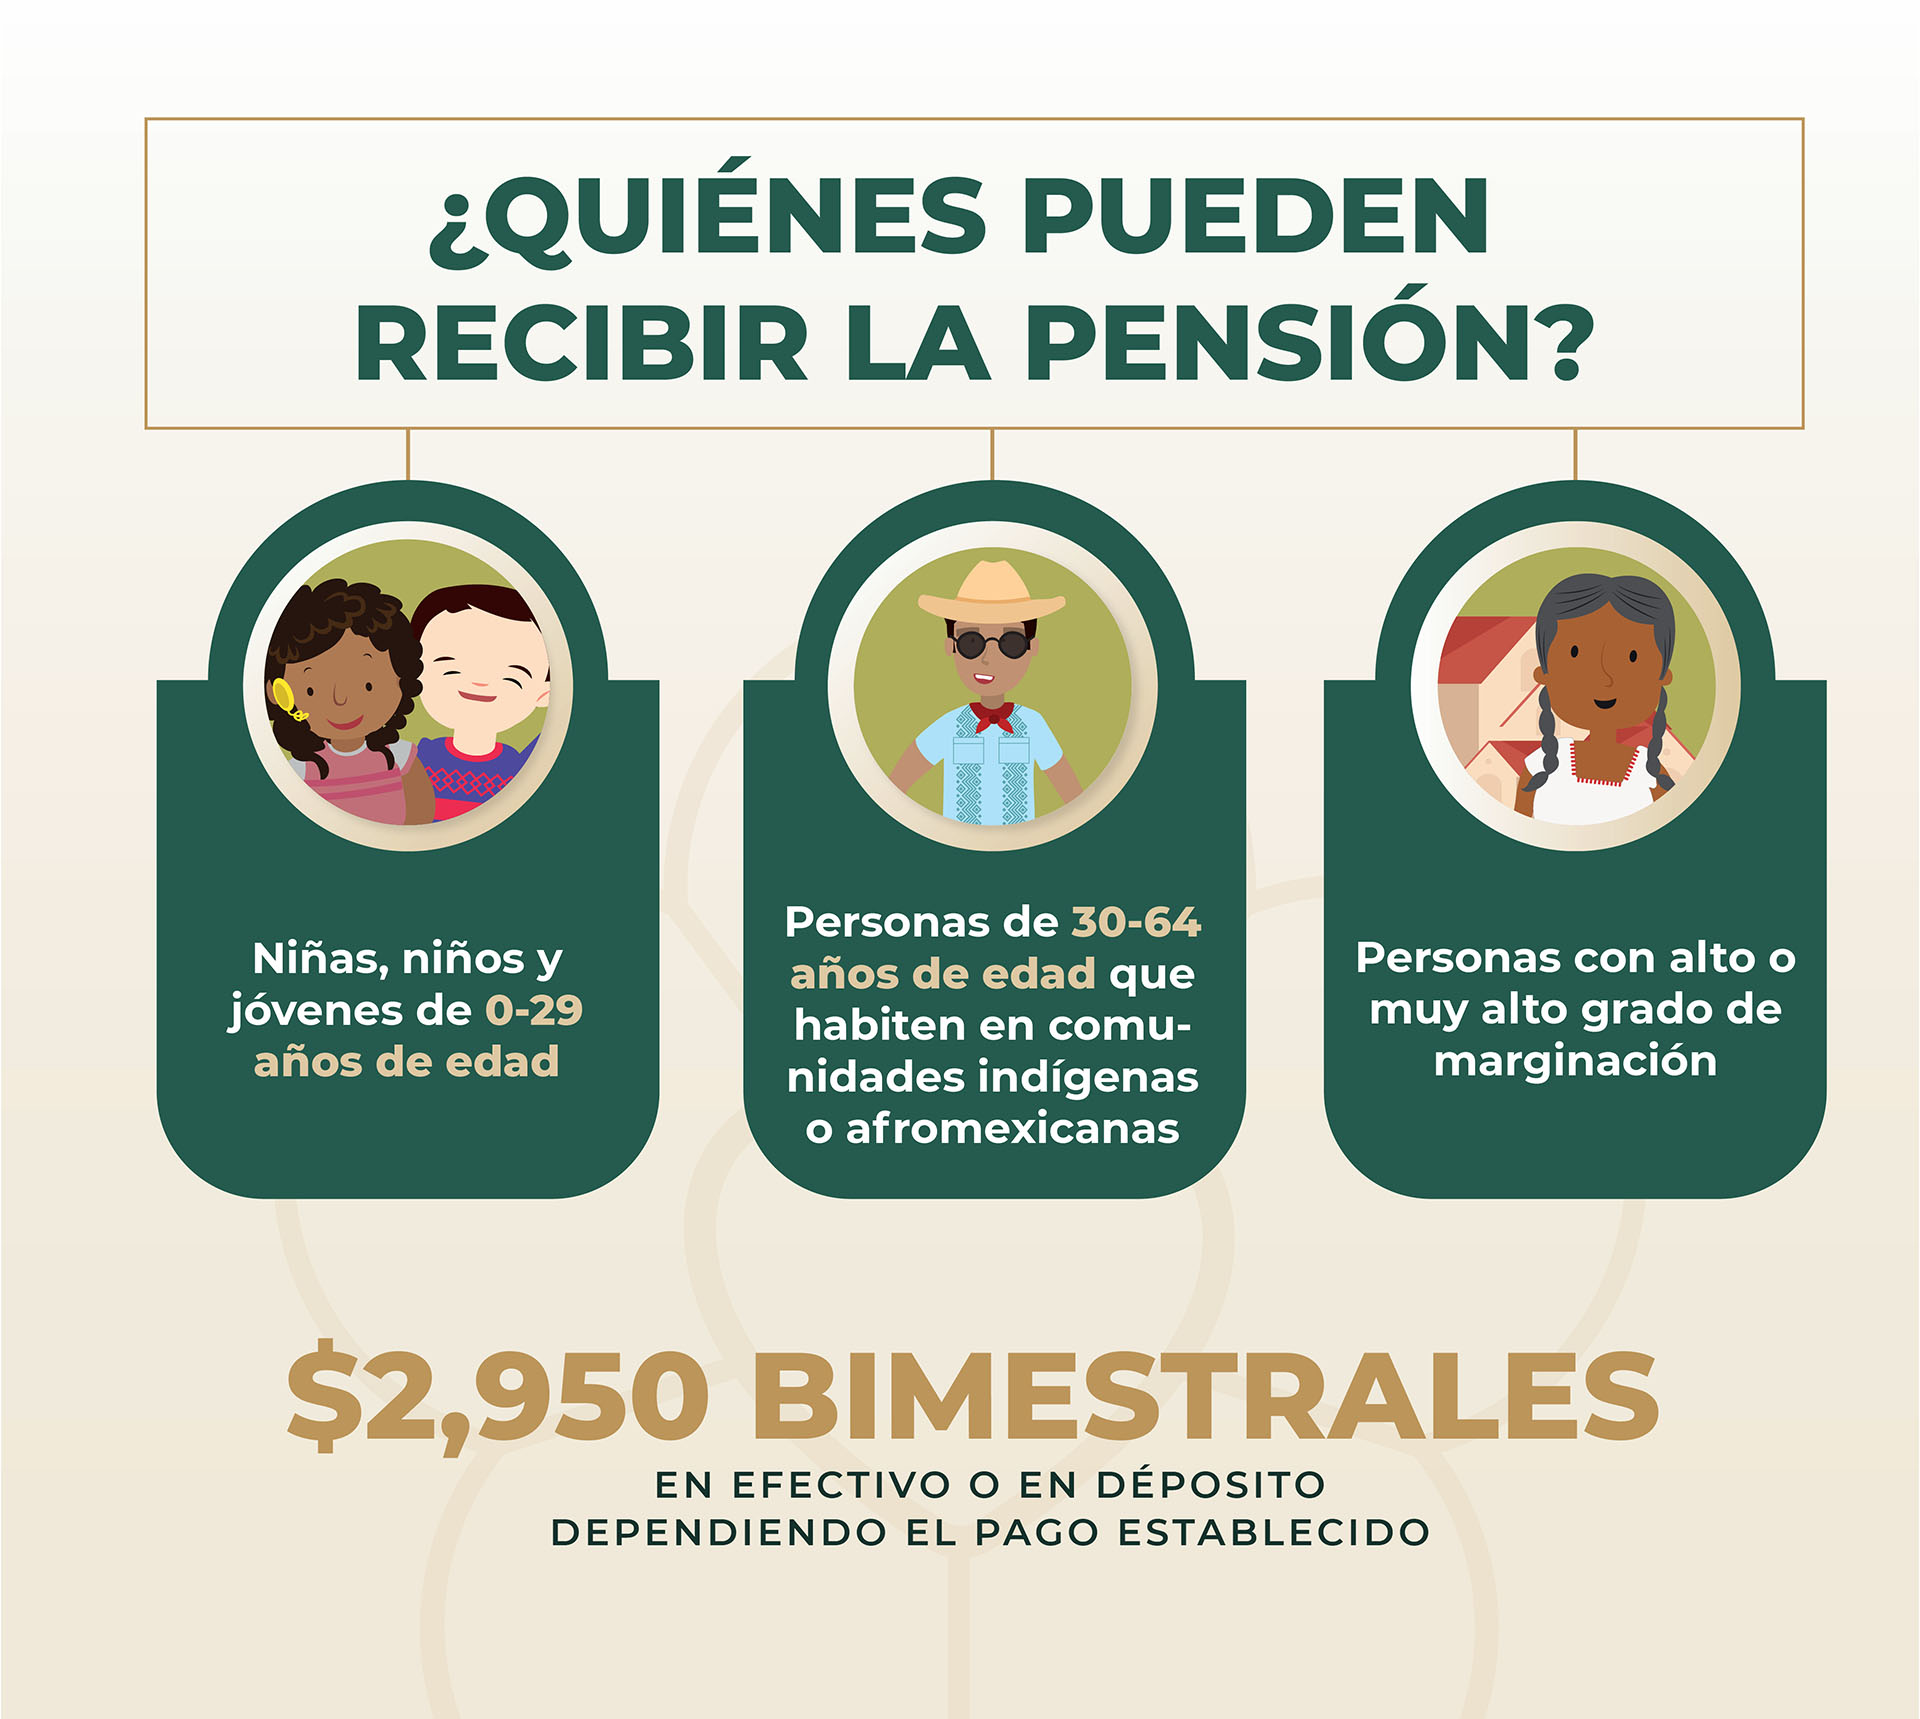 ¿QUIÉNES PUEDEN
RECIBIR LA PENSIÓN?
Niñas, niños y
jóvenes de 0-29
años de edad
Personas de 30-64
años de edad que
habiten en comu-
nidades indígenas
o afromexicanas
Personas con alto o
muy alto grado de
marginación
$2,950 BIMESTRALES
EN EFECTIVO O EN DÉPOSITO
DEPENDIENDO EL PAGO ESTABLECIDO